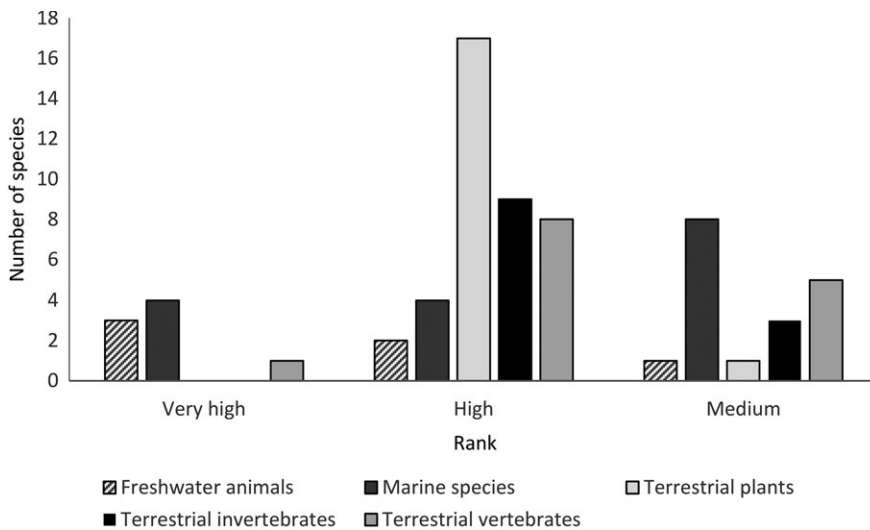 18
16
14
12
10
8
6
4
2
0
Number of species
Very high High Medium
Rank
Freshwater animals Marine species Terrestrial plants
Terrestrial invertebrates Terrestrial vertebrates